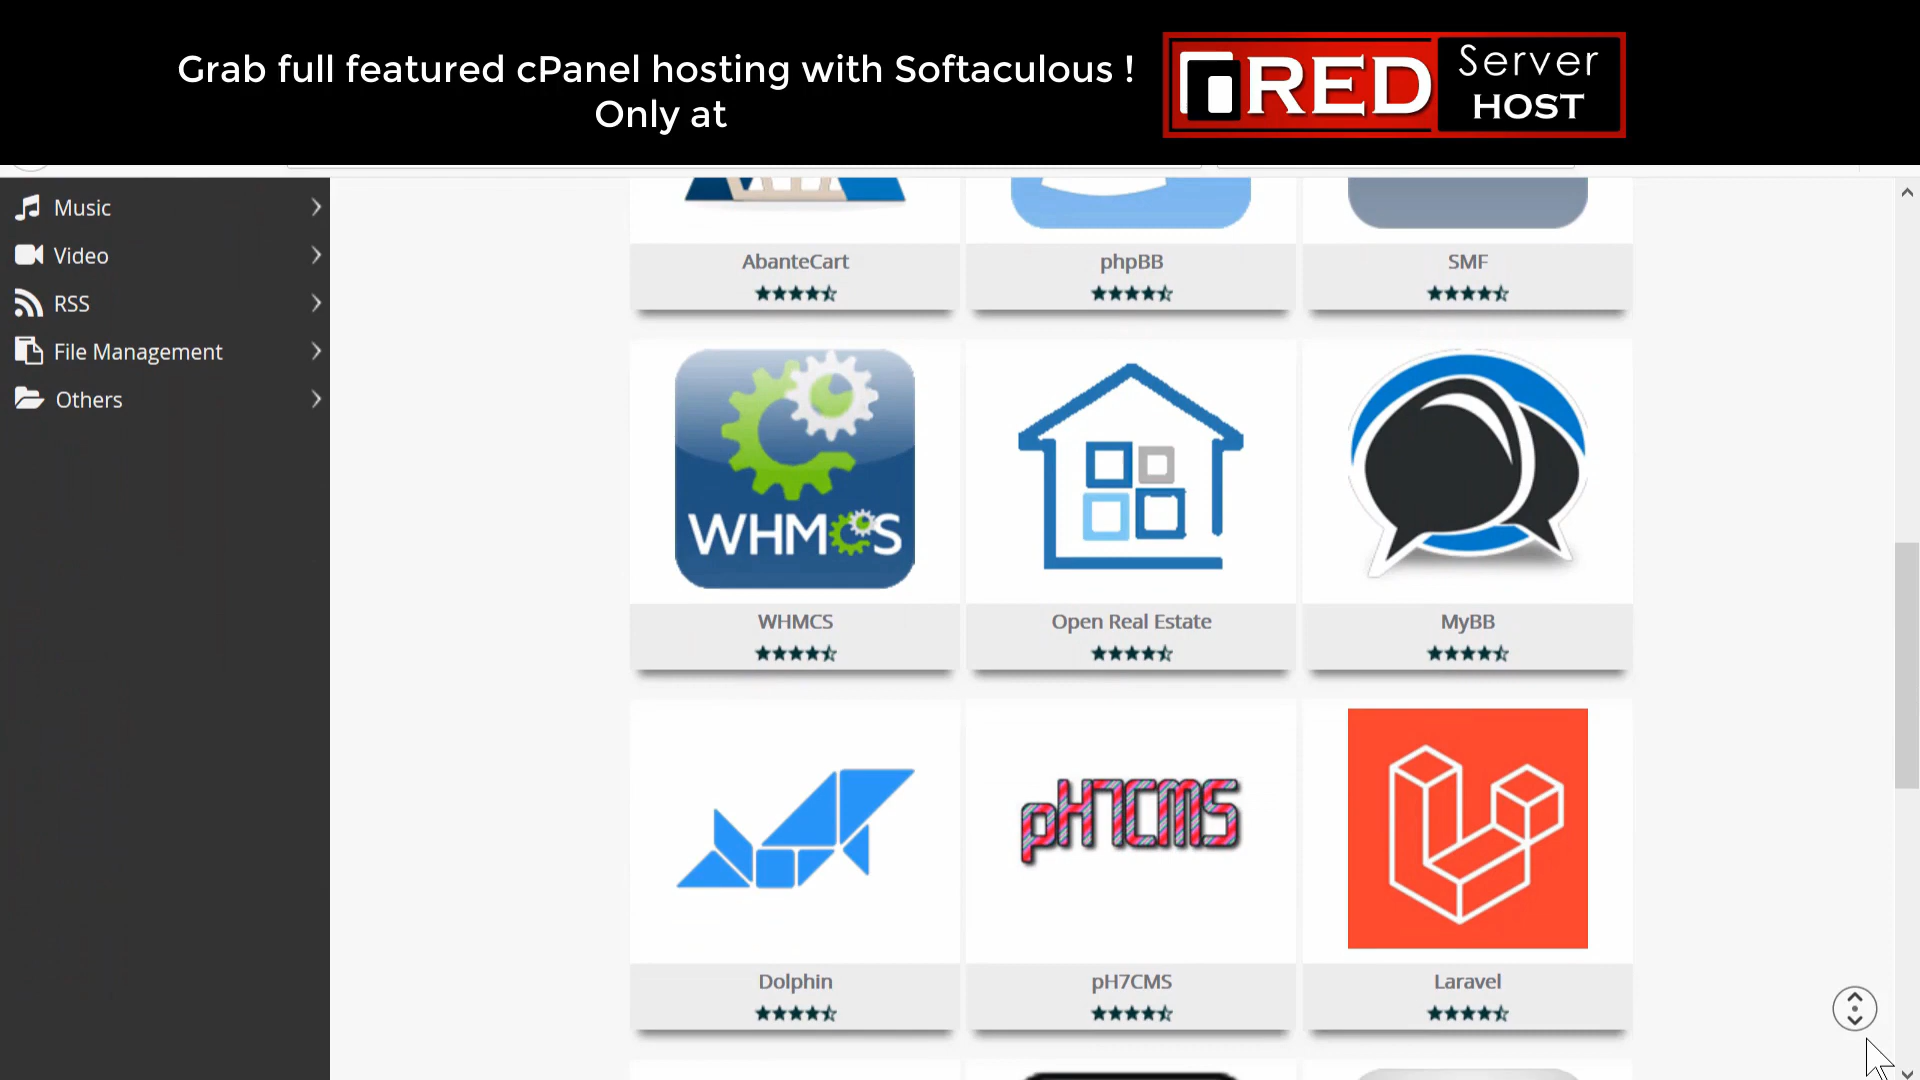 Grab full featured cPanel hosting with Softaculous !
Only at
RED
Server
HOST
Music
Video
RSS
File Management
Others
AbanteCart
phpBB
SMF
WHMCS
WHMCS
Open Real Estate
MyBB
pH7CMS
Dolphin
pH7CMS
Laravel